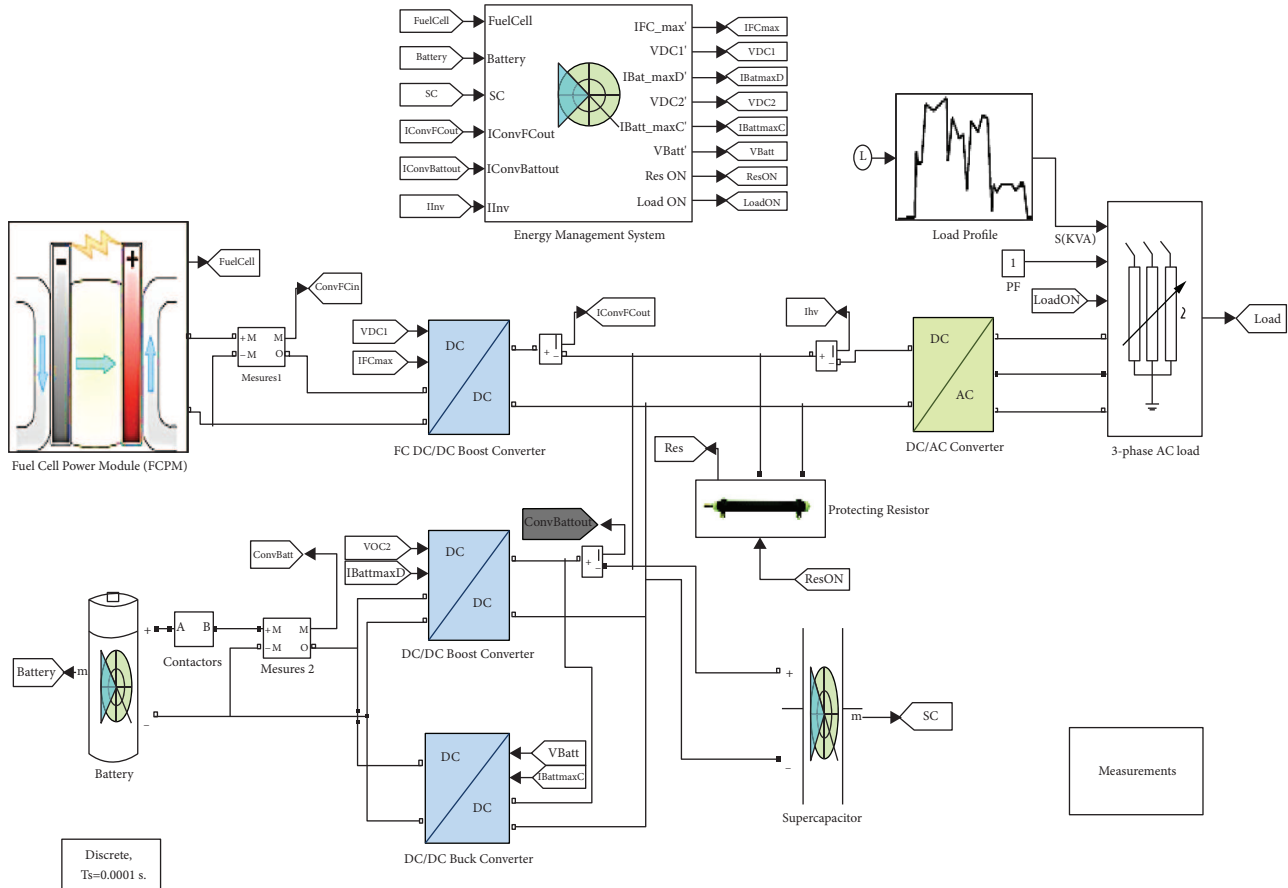 FuelCell
FuelCell
IFC_max'
IFCmax
VDC1'
VDC1
Battery
Battery
IBat_maxD'
IBatmaxD
SC
SC
VDC2'
VDC2
IConvFCout
IConvFCout
IBatt_maxC'
IBattmaxC
VBatt'
VBatt
IConvBattout
IConvBattout
Res ON
ResON
IInv
IInv
Load ON
LoadON
Energy Management System
L
Load Profile
S(KVA)
1
PF
LoadON
Load
3-phase AC load
- +
FuelCell
Fuel Cell Power Module (FCPM)
ConvFCin
+M M
−M O
Mesures1
VDC1
IFCmax
DC
DC
FC DC/DC Boost Converter
IConvFCout
+ −
Ihv
+ −
DC
AC
DC/AC Converter
Res
Protecting Resistor
ResON
ConvBattout
+ −
VOC2
IBattmaxD
DC
DC
DC/DC Boost Converter
ConvBatt
A B
Contactors
+M M
−M O
Mesures 2
+
Battery
m
−
Battery
DC
DC
VBatt
IBattmaxC
DC/DC Buck Converter
+
m
SC
−
Supercapacitor
Measurements
Discrete,
Ts=0.0001 s.